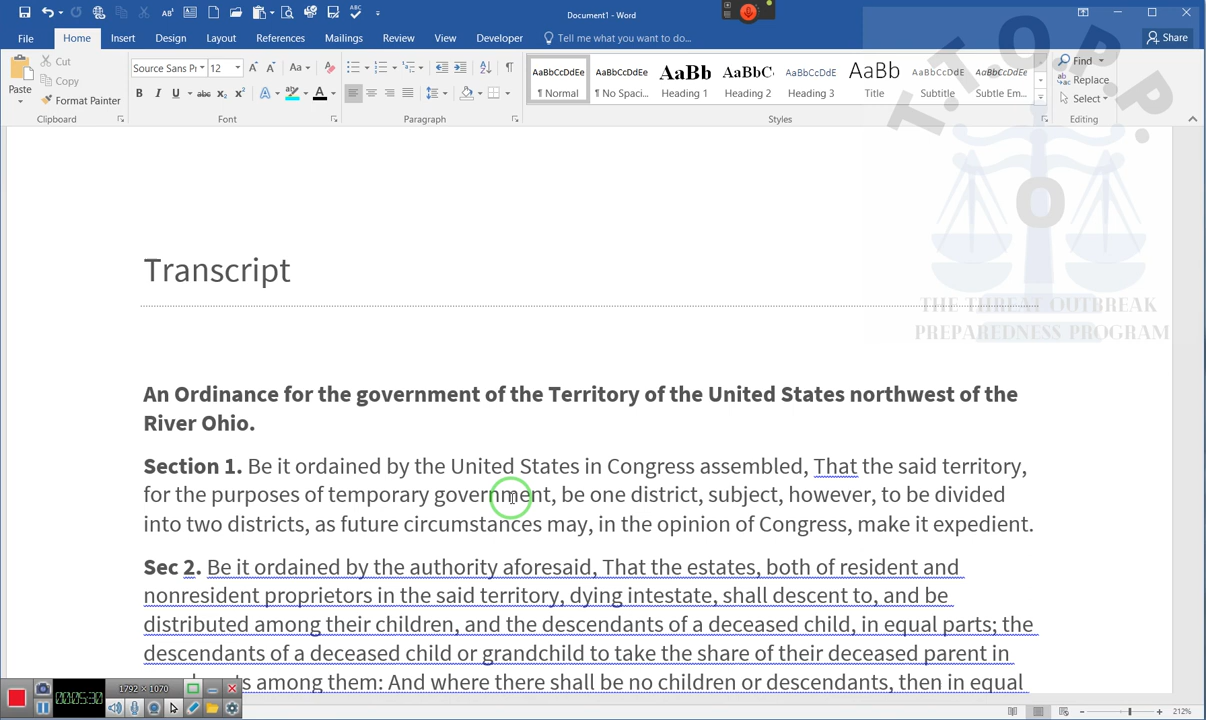 Document1 - Word
File Home Insert Design Layout References Mailings Review View Developer Tell me what you want to do... Share
Paste Cut Copy Format Painter
Source Sans P 12
AaBbCcDdEe AaBbCcDdEe AaBb AaBbC AaBbCcDdE AaBb AaBbCcDdE AaBbCcDdE
¶ Normal ¶ No Spaci... Heading 1 Heading 2 Heading 3 Title Subtitle Subtle Em...
Find Replace Select
Clipboard Font Paragraph Styles Editing
T.T.O.P.P.
O
THE THREAT OUTBREAK
PREPAREDNESS PROGRAM
Transcript
An Ordinance for the government of the Territory of the United States northwest of the
River Ohio.
Section 1. Be it ordained by the United States in Congress assembled, That the said territory,
for the purposes of temporary government, be one district, subject, however, to be divided
into two districts, as future circumstances may, in the opinion of Congress, make it expedient.
Sec 2. Be it ordained by the authority aforesaid, That the estates, both of resident and
nonresident proprietors in the said territory, dying intestate, shall descent to, and be
distributed among their children, and the descendants of a deceased child, in equal parts; the
descendants of a deceased child or grandchild to take the share of their deceased parent in
s among them: And where there shall be no children or descendants, then in equal
00:05:30
1792 × 1070
212%